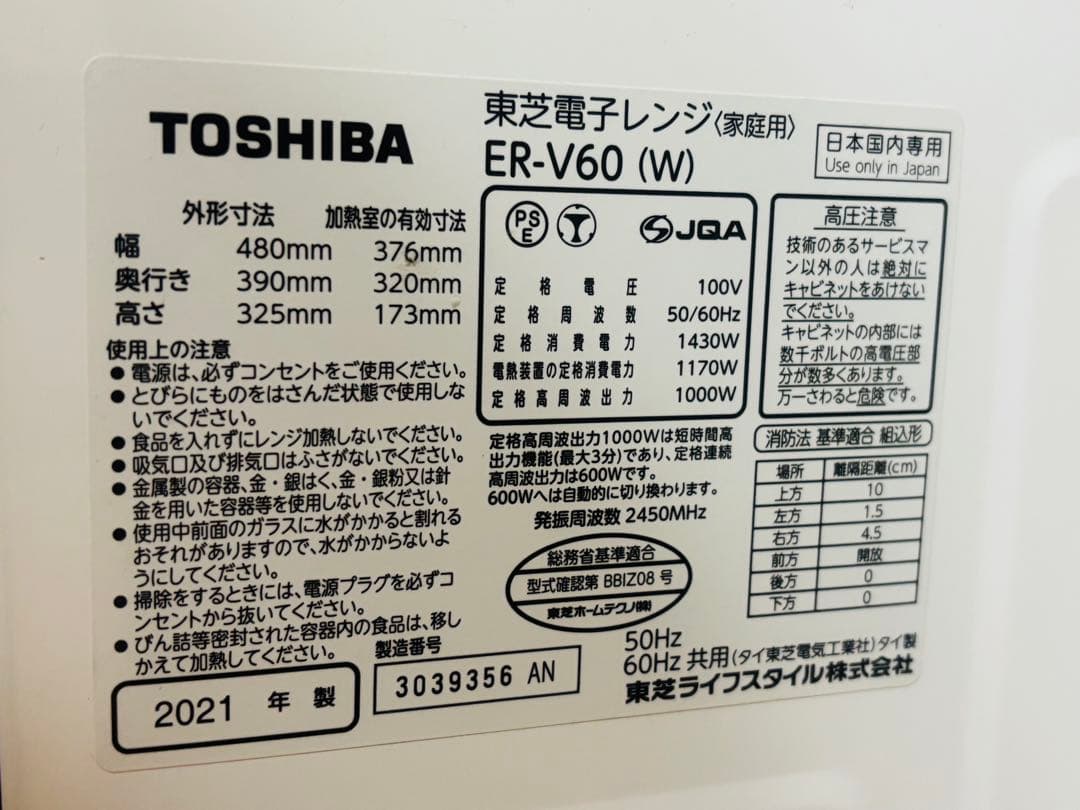 TOSHIBA
東芝電子レンジ〈家庭用〉
ER-V60 (W)
日本国内専用
Use only in Japan
外形寸法 加熱室の有効寸法
幅 480mm 376mm
奥行き 390mm 320mm
高さ 325mm 173mm
使用上の注意
● 電源は、必ずコンセントをご使用ください。
● とびらにものをはさんだ状態で使用しな
いでください。
● 食品を入れずにレンジ加熱しないでください。
● 吸気口及び排気口はふさがないでください。
● 金属製の容器、金・銀はく、金・銀粉又は針
金を用いた容器等を使用しないでください。
● 使用中前面のガラスに水がかかると割れる
おそれがありますので、水がかからないよ
うにしてください。
● 掃除をするときには、電源プラグを必ずコ
ンセントから抜いてください。
● びん詰等密封された容器内の食品は、移し
かえて加熱してください。
2021 年製
製造番号
3039356 AN
PS
E
JQA
定格電圧 100V
定格周波数 50/60Hz
定格消費電力 1430W
電熱装置の定格消費電力 1170W
定格高周波出力 1000W
定格高周波出力1000Wは短時間高
出力機能(最大3分)であり、定格連続
高周波出力は600Wです。
600Wへは自動的に切り換わります。
発振周波数 2450MHz
総務省基準適合
型式確認第 BBIZ08 号
東芝ホームテクノ(株)
高圧注意
技術のあるサービスマ
ン以外の人は絶対に
キャビネットをあけない
でください。
キャビネットの内部には
数千ボルトの高電圧部
分が数多くあります。
万一さわると危険です。
消防法 基準適合 組込形
場所 離隔距離(cm)
上方 10
左方 1.5
右方 4.5
前方 開放
後方 0
下方 0
50Hz
60Hz 共用 (タイ東芝電気工業社) タイ製
東芝ライフスタイル株式会社